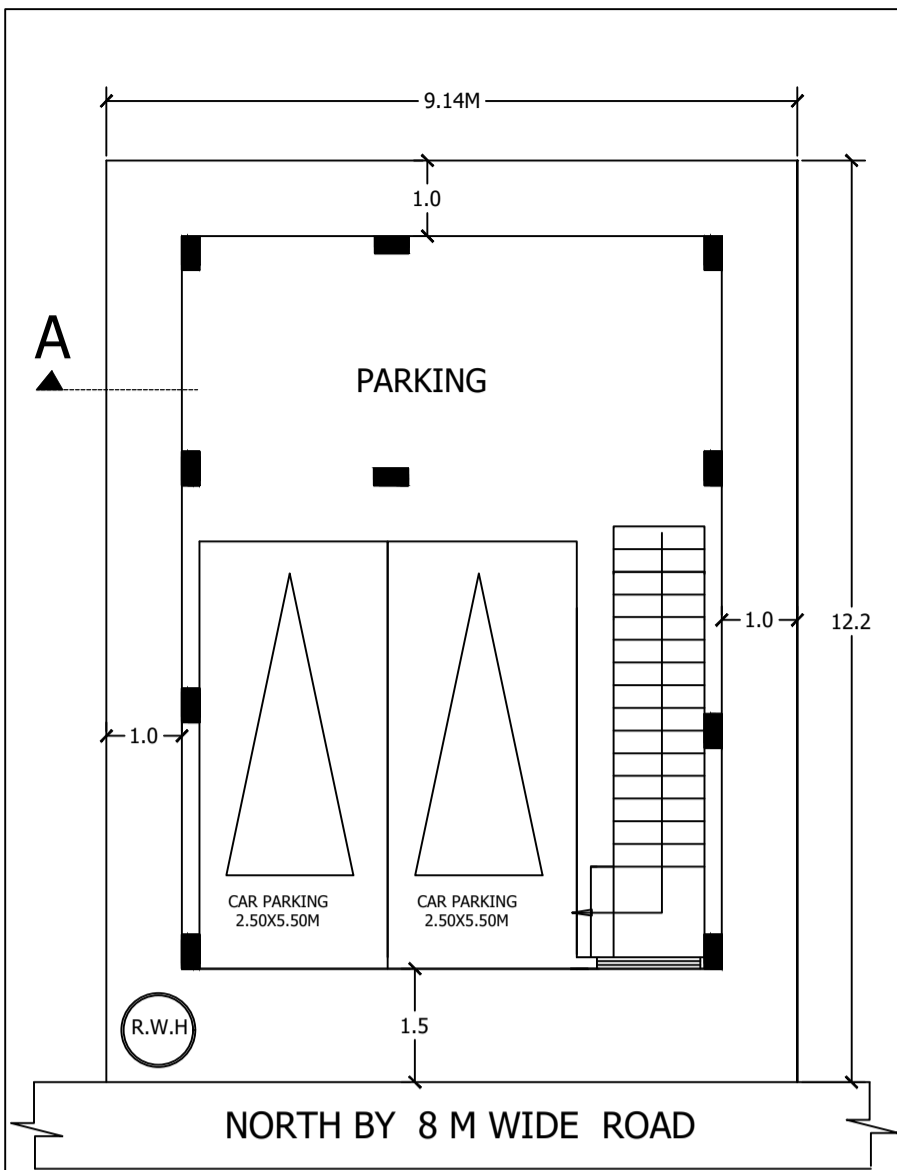 9.14M
1.0
A
PARKING
1.0
12.2
1.0
CAR PARKING
2.50X5.50M
CAR PARKING
2.50X5.50M
R.W.H
1.5
NORTH BY 8 M WIDE ROAD